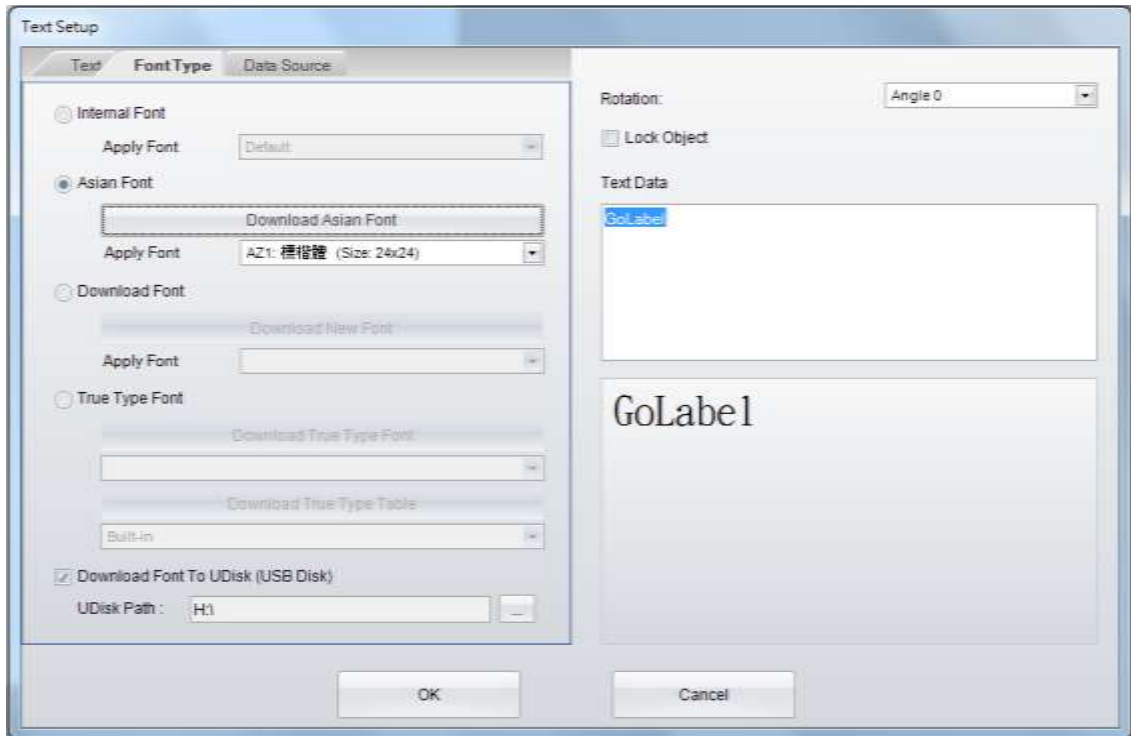 Text Setup
Text
Font Type
Data Source
Internal Font
Apply Font
Default
Asian Font
Download Asian Font
Apply Font
AZ1: 標楷體 (Size: 24x24)
Download Font
Download New Font
Apply Font
True Type Font
Download True Type Font
Download True Type Table
Built-in
Download Font To UDisk (USB Disk)
UDisk Path :
H:\
...
Rotation:
Angle 0
Lock Object
Text Data
GoLabel
GoLabel
OK
Cancel